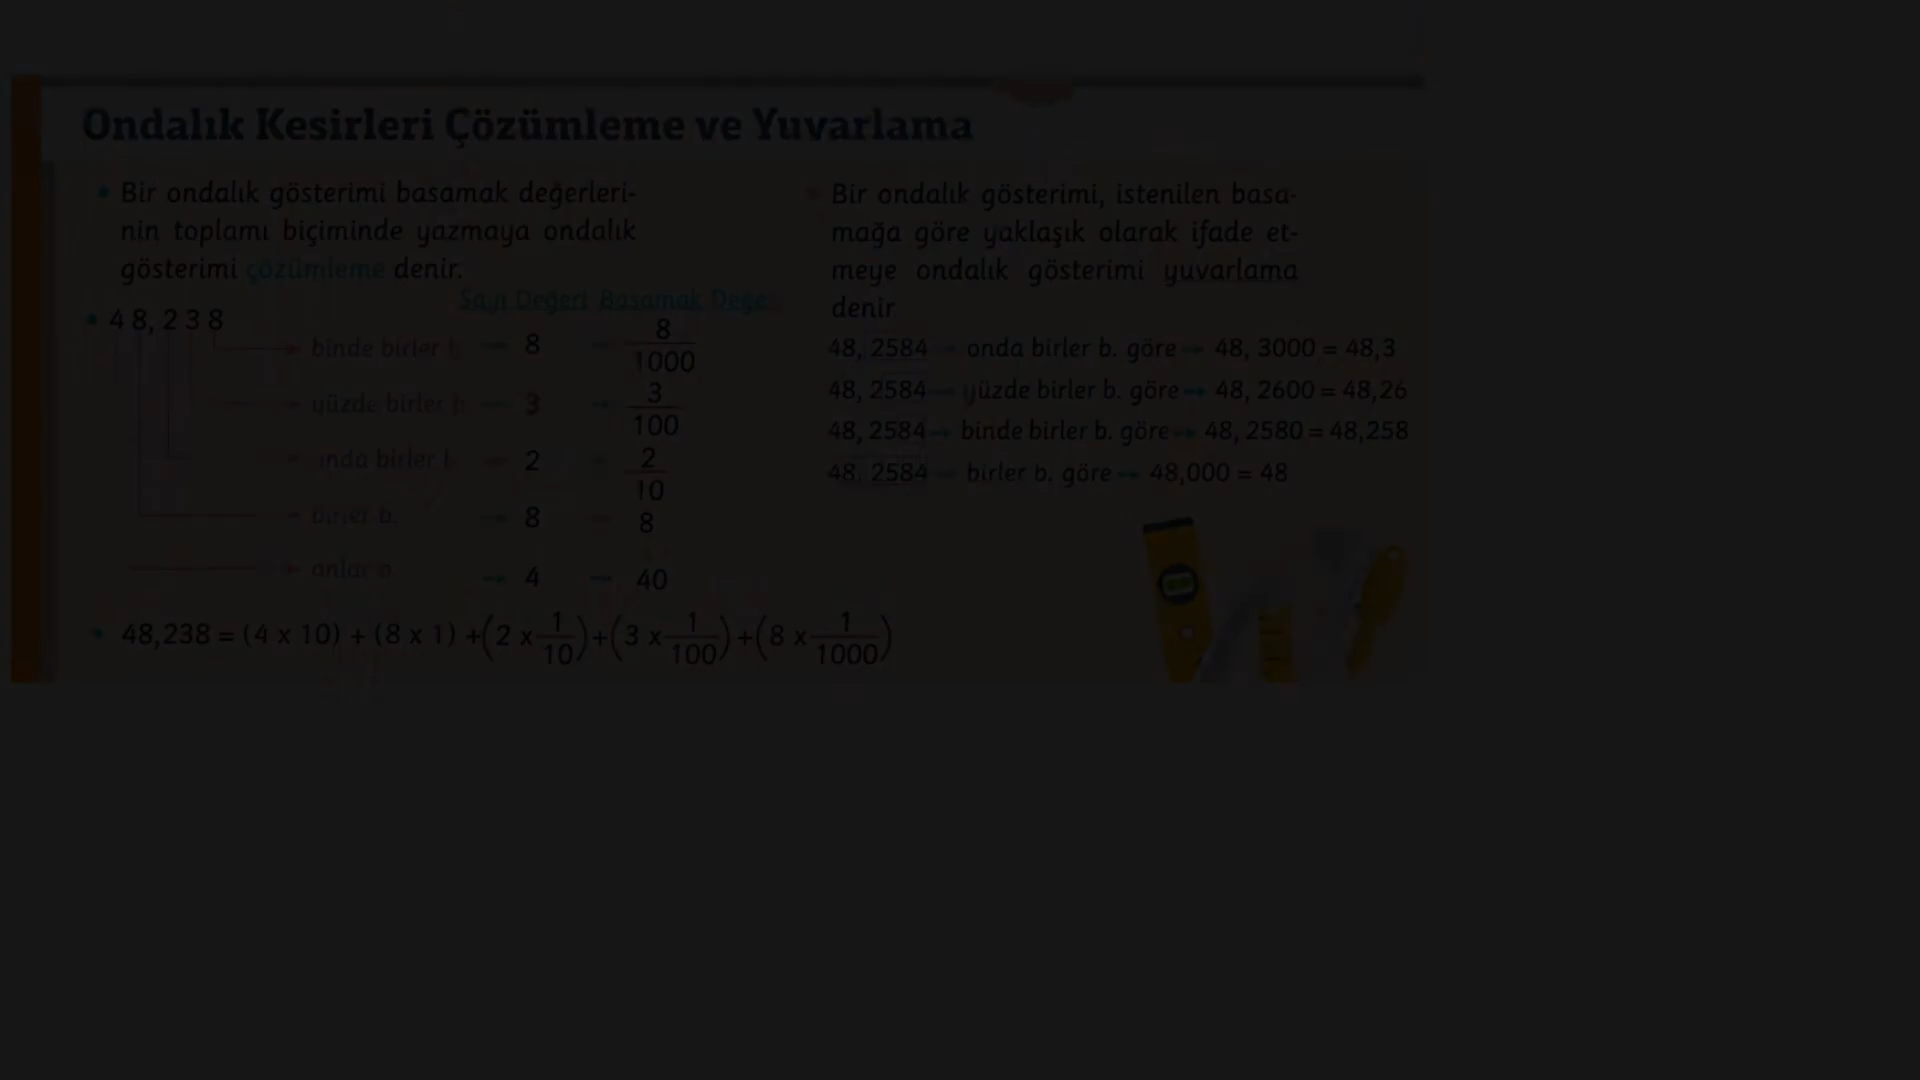 Ondalık Kesirleri Çözümleme ve Yuvarlama
• Bir ondalık gösterimi basamak değerleri-
nin toplamı biçiminde yazmaya ondalık
gösterimi çözümleme denir.
Sayı Değeri Basamak Değe
• 4 8, 2 3 8
binde birler b → 8 → 8/1000
yüzde birler b → 3 → 3/100
nda birler b → 2 → 2/10
birler b. → 8 → 8
→ 4 → 40
• 48,238 = (4 x 10) + (8 x 1) + (2 x 1/10) + (3 x 1/100) + (8 x 1/1000)
• Bir ondalık gösterimi, istenilen basa-
mağa göre yaklaşık olarak ifade et-
meye ondalık gösterimi yuvarlama
denir
48, 2584 → onda birler b. göre → 48, 3000 = 48,3
48, 2584 → yüzde birler b. göre → 48, 2600 = 48,26
48, 2584 → binde birler b. göre → 48, 2580 = 48,258
48, 2584 → birler b. göre → 48,000 = 48